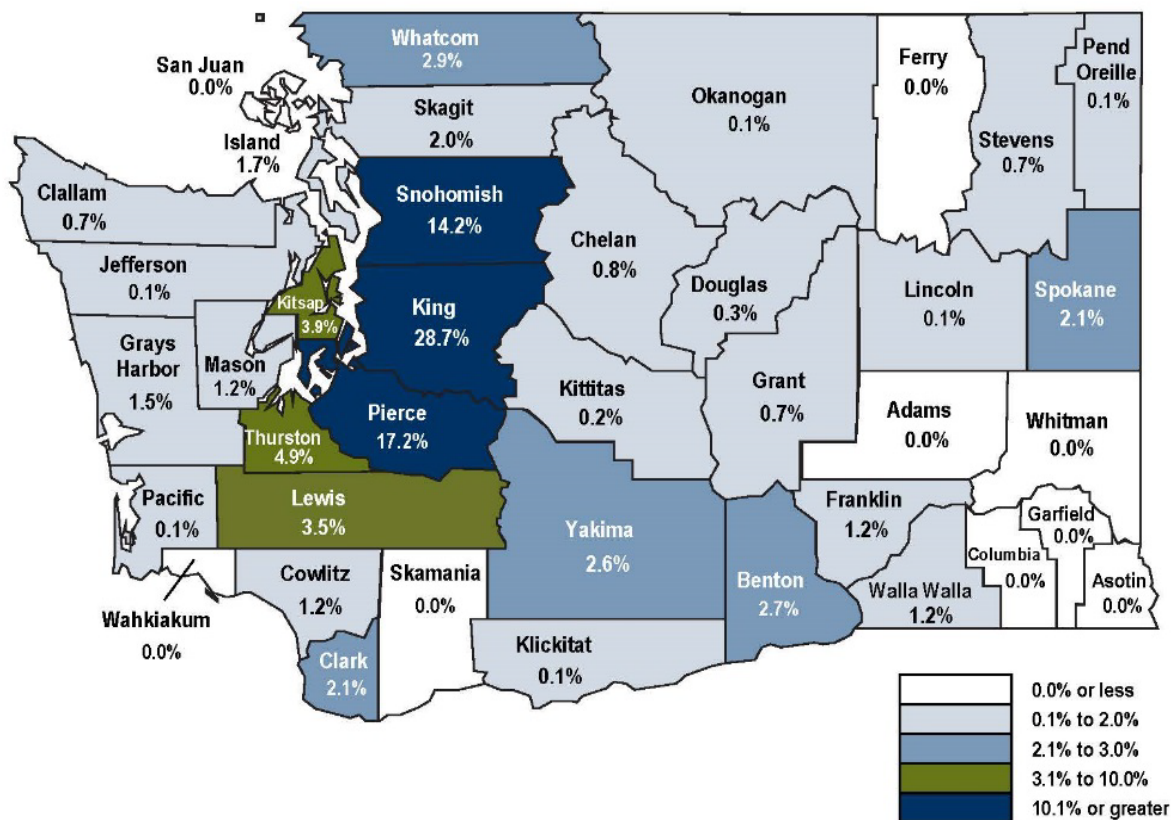 Whatcom
2.9%
San Juan
0.0%
Skagit
2.0%
Island
1.7%
Okanogan
0.1%
Ferry
0.0%
Pend
Oreille
0.1%
Stevens
0.7%
Clallam
0.7%
Snohomish
14.2%
Chelan
0.8%
Jefferson
0.1%
Kitsap
3.9%
King
28.7%
Douglas
0.3%
Lincoln
0.1%
Spokane
2.1%
Grays
Harbor
1.5%
Mason
1.2%
Kittitas
0.2%
Grant
0.7%
Adams
0.0%
Whitman
0.0%
Thurston
4.9%
Pierce
17.2%
Pacific
0.1%
Lewis
3.5%
Yakima
2.6%
Benton
2.7%
Franklin
1.2%
Walla Walla
1.2%
Columbia
0.0%
Garfield
0.0%
Asotin
0.0%
Wahkiakum
0.0%
Cowlitz
1.2%
Skamania
0.0%
Clark
2.1%
Klickitat
0.1%
0.0% or less
0.1% to 2.0%
2.1% to 3.0%
3.1% to 10.0%
10.1% or greater